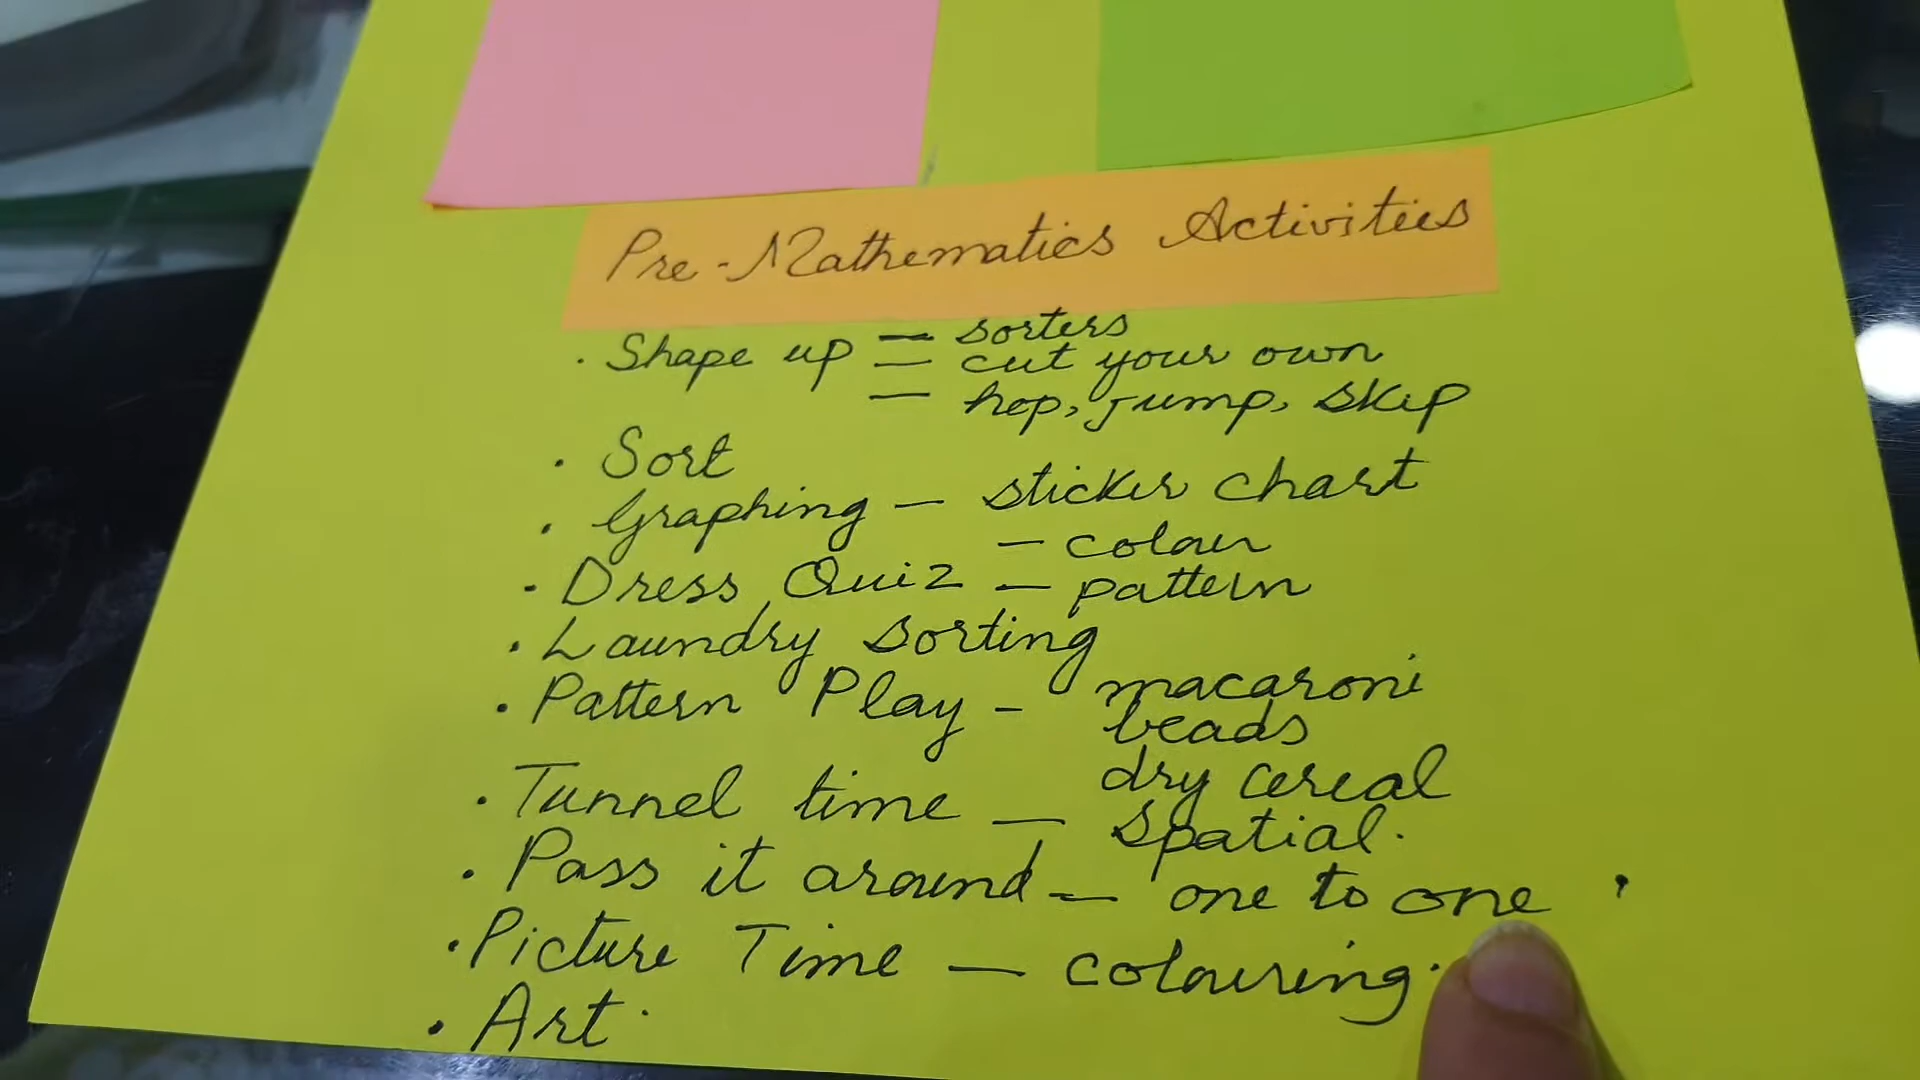 Pre-Mathematics Activities
. Shape up — sorters
— cut your own
— hop, jump, skip
. Sort
. Graphing — sticker chart
— colour
. Dress Quiz — pattern
. Laundry sorting
. Pattern Play - macaroni
beads
dry cereal
. Tunnel time — spatial.
. Pass it around — one to one .
. Picture Time — colouring.
. Art.